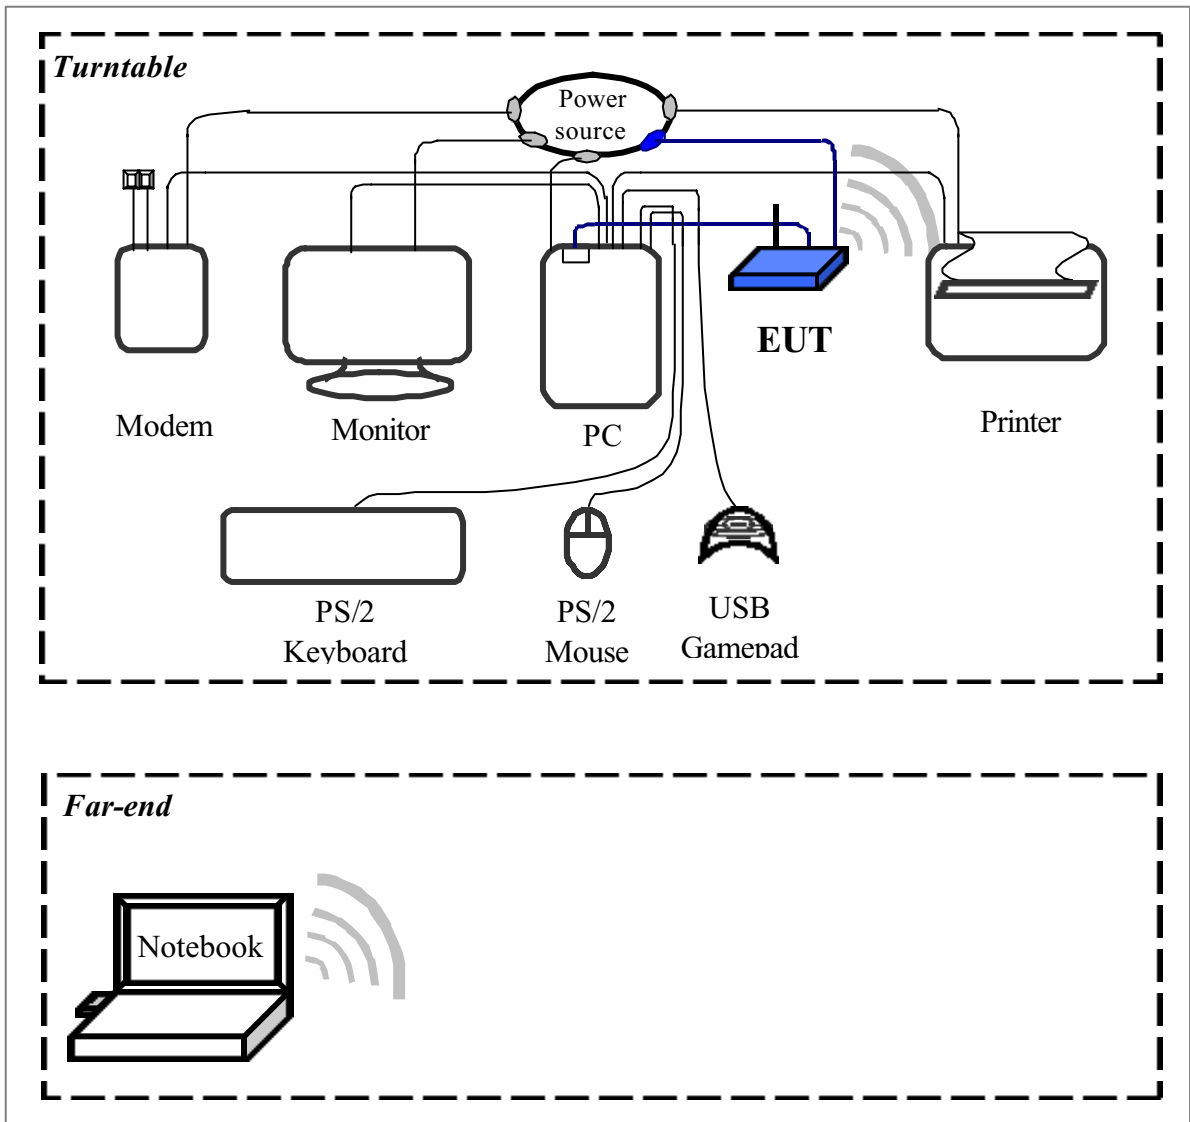 Turntable
Power
source
EUT
Modem
Monitor
PC
Printer
PS/2
Keyboard
PS/2
Mouse
USB
Gamepad
Far-end
Notebook